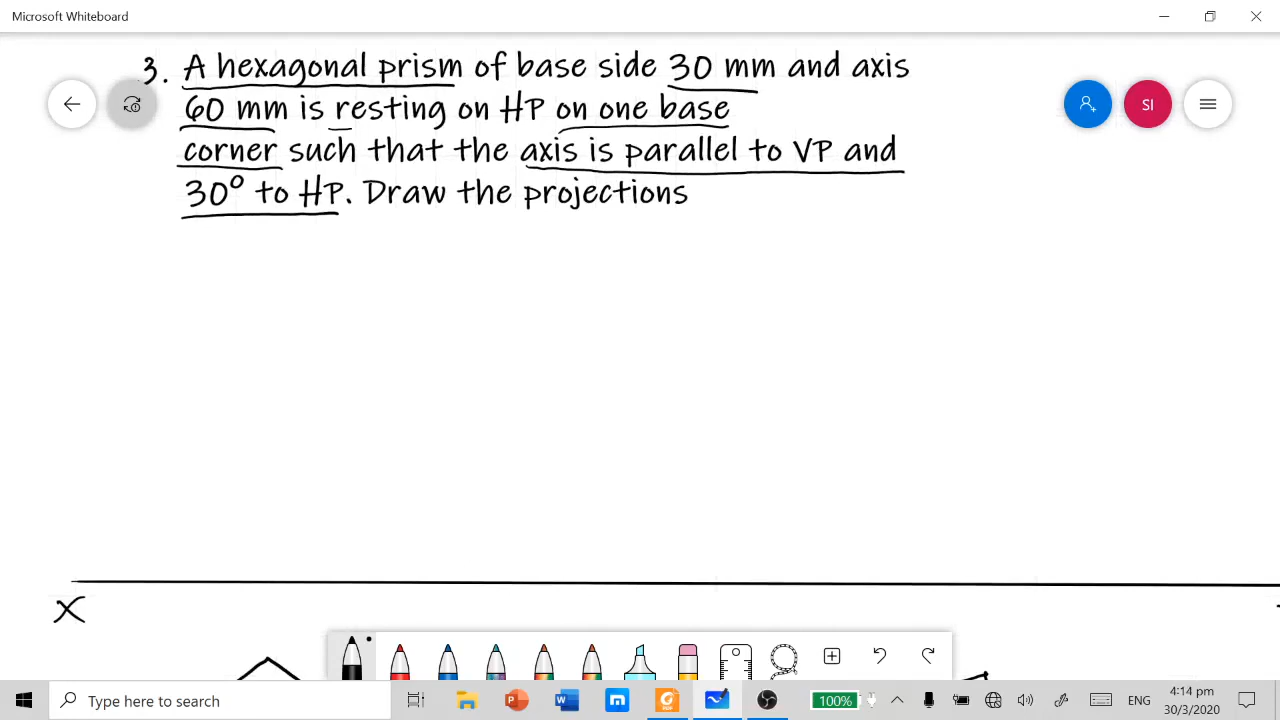 Microsoft Whiteboard
3. A hexagonal prism of base side 30 mm and axis
60 mm is resting on HP on one base
corner such that the axis is parallel to VP and
30° to HP. Draw the projections
SI
X
Type here to search
100%
ENG
4:14 pm
30/3/2020